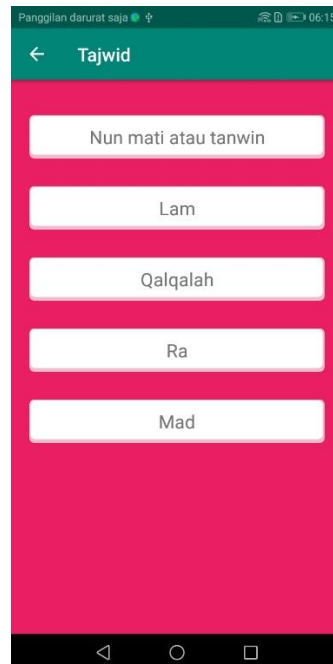 Panggilan darurat saja 06:15
Tajwid
Nun mati atau tanwin
Lam
Qalqalah
Ra
Mad